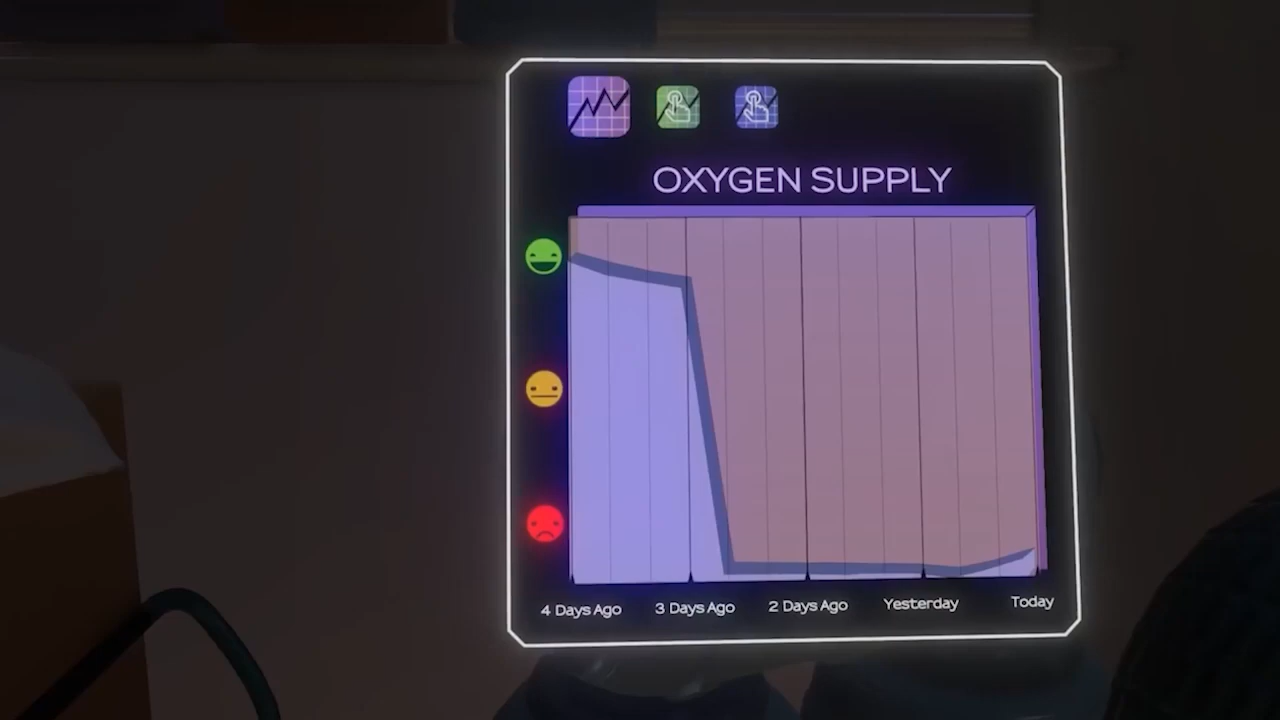 OXYGEN SUPPLY
4 Days Ago
3 Days Ago
2 Days Ago
Yesterday
Today